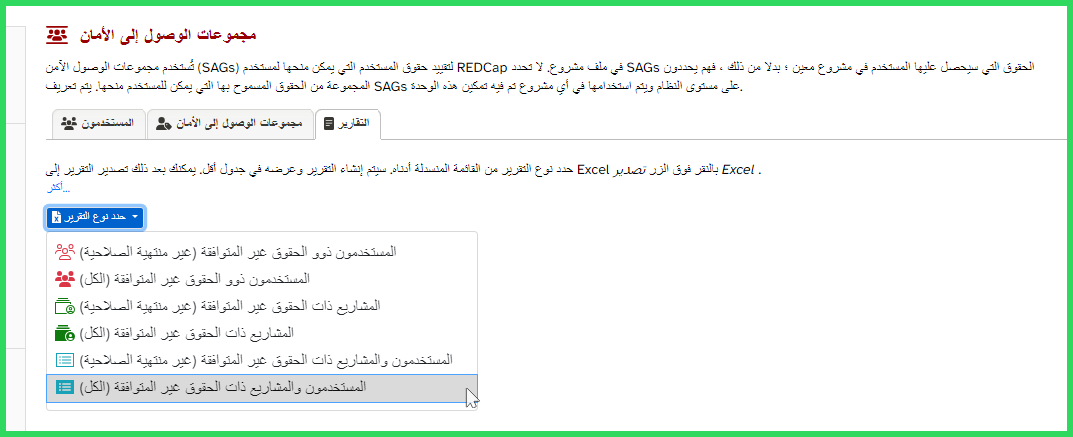 مجموعات الوصول إلى الأمان
تُستخدم مجموعات الوصول الآمن (SAGs) لتقييد حقوق المستخدم التي يمكن منحها لمستخدم REDCap في ملف مشروع. لا تحدد SAGs الحقوق التي سيحصل عليها المستخدم في مشروع معين ؛ بدلا من ذلك ، فهم يحددون
المجموعة من الحقوق المسموح بها التي يمكن للمستخدم منحها. يتم تعريف SAGs على مستوى النظام ويتم استخدامها في أي مشروع تم فيه تمكين هذه الوحدة.
المستخدمون
مجموعات الوصول إلى الأمان
التقارير
حدد نوع التقرير من القائمة المنسدلة أدناه. سيتم إنشاء التقرير وعرضه في جدول أقل. يمكنك بعد ذلك تصدير التقرير إلى Excel بالنقر فوق الزر تصدير Excel .
أكثر...
حدد نوع التقرير
المستخدمون ذوو الحقوق غير المتوافقة (غير منتهية الصلاحية)
المستخدمون ذوو الحقوق غير المتوافقة (الكل)
المشاريع ذات الحقوق غير المتوافقة (غير منتهية الصلاحية)
المشاريع ذات الحقوق غير المتوافقة (الكل)
المستخدمون والمشاريع ذات الحقوق غير المتوافقة (غير منتهية الصلاحية)
المستخدمون والمشاريع ذات الحقوق غير المتوافقة (الكل)